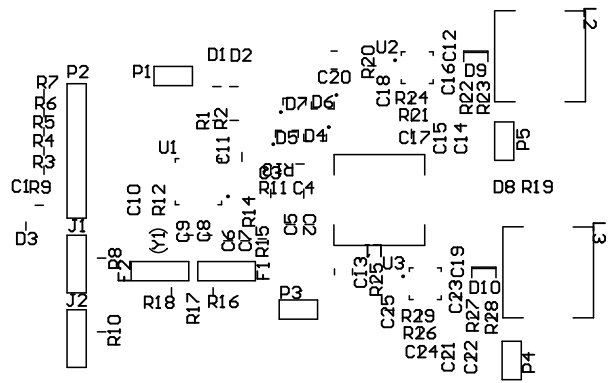 L2
U2
C12
D1 D2
R20
P1
P2
D9
C16
C20
R7
C18
R22
R23
R24
D7
D6
R6
R21
R5
R1
R2
D5
D4
C17
C15
C14
P5
R4
U1
C11
R3
C3
C1
R9
R11
C4
D8
R19
C10
R12
R14
J1
C5
L3
D3
(Y1)
C9
C8
C6
C7
R15
R8
F2
F1
C13
R25
U3
C19
D10
P3
J2
R18
R17
R16
C23
C25
R29
R27
R28
R10
R26
C24
C21
C22
P4